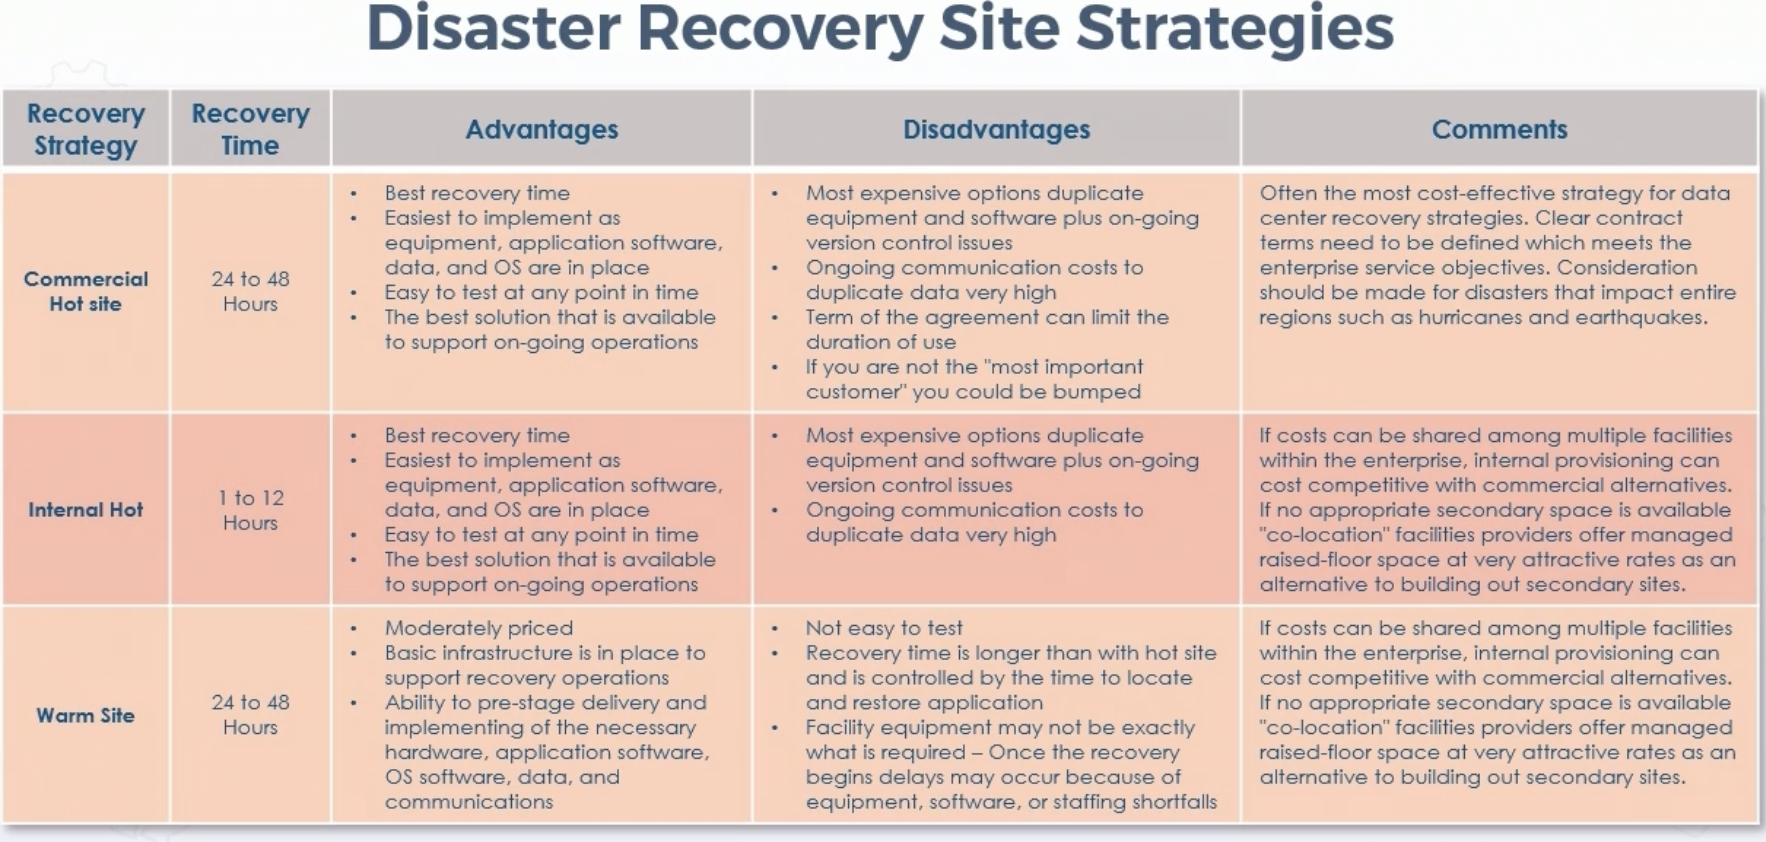 Disaster Recovery Site Strategies
Recovery
Strategy
Recovery
Time
Advantages
Disadvantages
Comments
Commercial
Hot site
24 to 48
Hours
• Best recovery time
• Easiest to implement as
equipment, application software,
data, and OS are in place
• Easy to test at any point in time
• The best solution that is available
to support on-going operations
• Most expensive options duplicate
equipment and software plus on-going
version control issues
• Ongoing communication costs to
duplicate data very high
• Term of the agreement can limit the
duration of use
• If you are not the "most important
customer" you could be bumped
Often the most cost-effective strategy for data
center recovery strategies. Clear contract
terms need to be defined which meets the
enterprise service objectives. Consideration
should be made for disasters that impact entire
regions such as hurricanes and earthquakes.
Internal Hot
1 to 12
Hours
• Best recovery time
• Easiest to implement as
equipment, application software,
data, and OS are in place
• Easy to test at any point in time
• The best solution that is available
to support on-going operations
• Most expensive options duplicate
equipment and software plus on-going
version control issues
• Ongoing communication costs to
duplicate data very high
If costs can be shared among multiple facilities
within the enterprise, internal provisioning can
cost competitive with commercial alternatives.
If no appropriate secondary space is available
"co-location" facilities providers offer managed
raised-floor space at very attractive rates as an
alternative to building out secondary sites.
Warm Site
24 to 48
Hours
• Moderately priced
• Basic infrastructure is in place to
support recovery operations
• Ability to pre-stage delivery and
implementing of the necessary
hardware, application software,
OS software, data, and
communications
• Not easy to test
• Recovery time is longer than with hot site
and is controlled by the time to locate
and restore application
• Facility equipment may not be exactly
what is required – Once the recovery
begins delays may occur because of
equipment, software, or staffing shortfalls
If costs can be shared among multiple facilities
within the enterprise, internal provisioning can
cost competitive with commercial alternatives.
If no appropriate secondary space is available
"co-location" facilities providers offer managed
raised-floor space at very attractive rates as an
alternative to building out secondary sites.